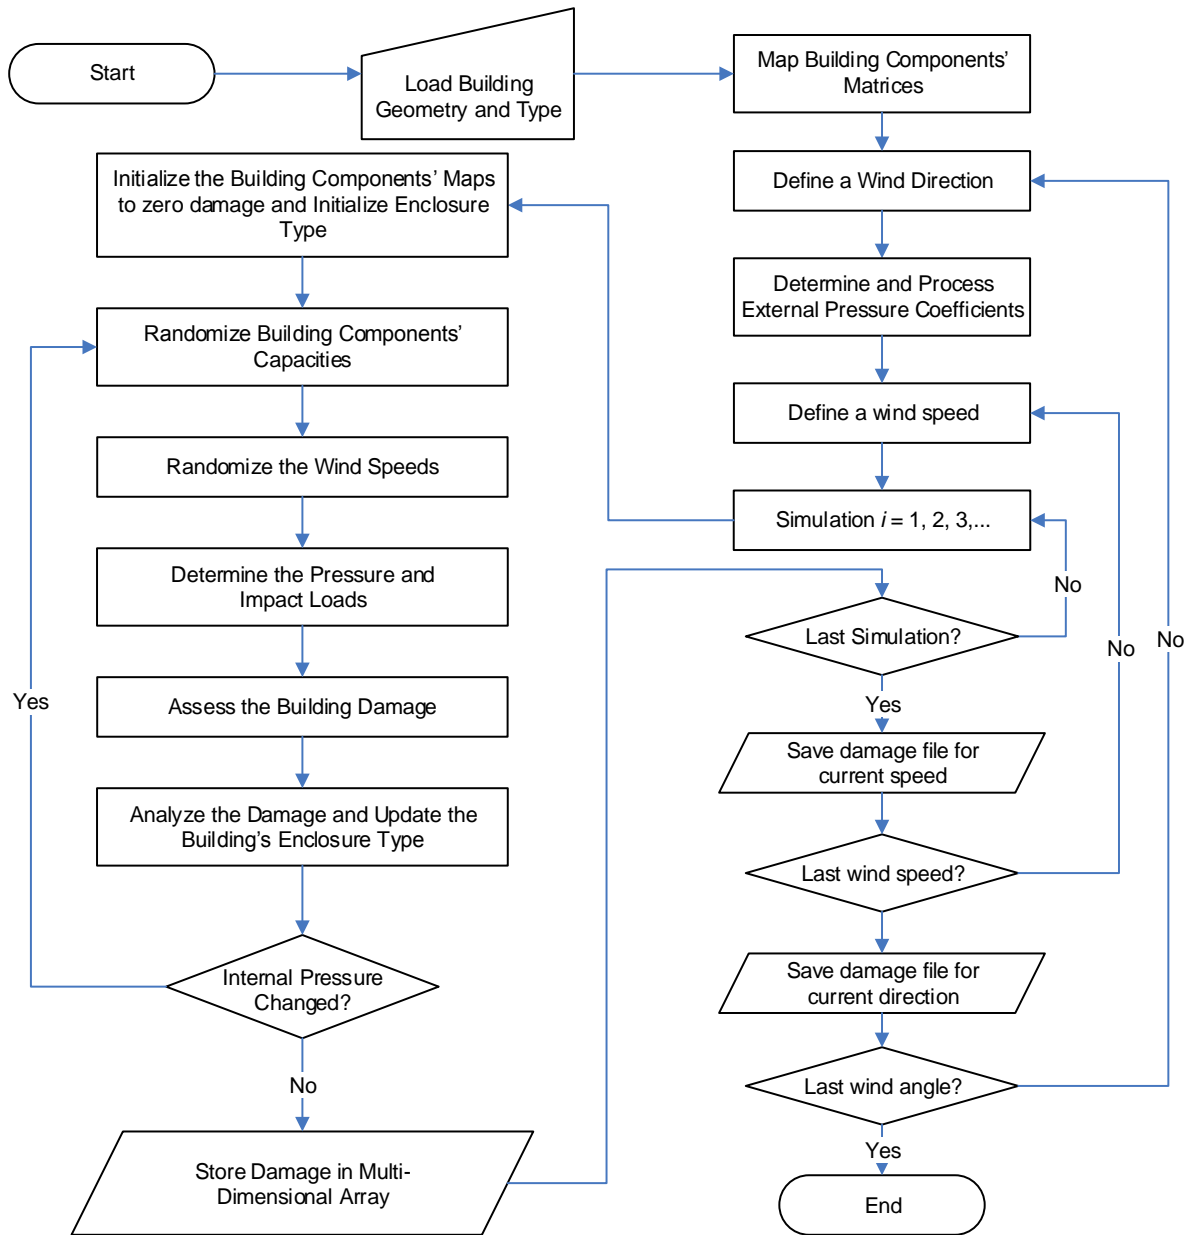 Start
Load Building
Geometry and Type
Map Building Components’
Matrices
Define a Wind Direction
Determine and Process
External Pressure Coefficients
Define a wind speed
Simulation i = 1, 2, 3,...
Initialize the Building Components’ Maps
to zero damage and Initialize Enclosure
Type
Randomize Building Components’
Capacities
Randomize the Wind Speeds
Determine the Pressure and
Impact Loads
Assess the Building Damage
Analyze the Damage and Update the
Building’s Enclosure Type
Internal Pressure
Changed?
Yes
No
Store Damage in Multi-
Dimensional Array
Last Simulation?
No
Yes
Save damage file for
current speed
Last wind speed?
No
Save damage file for
current direction
Last wind angle?
No
Yes
End